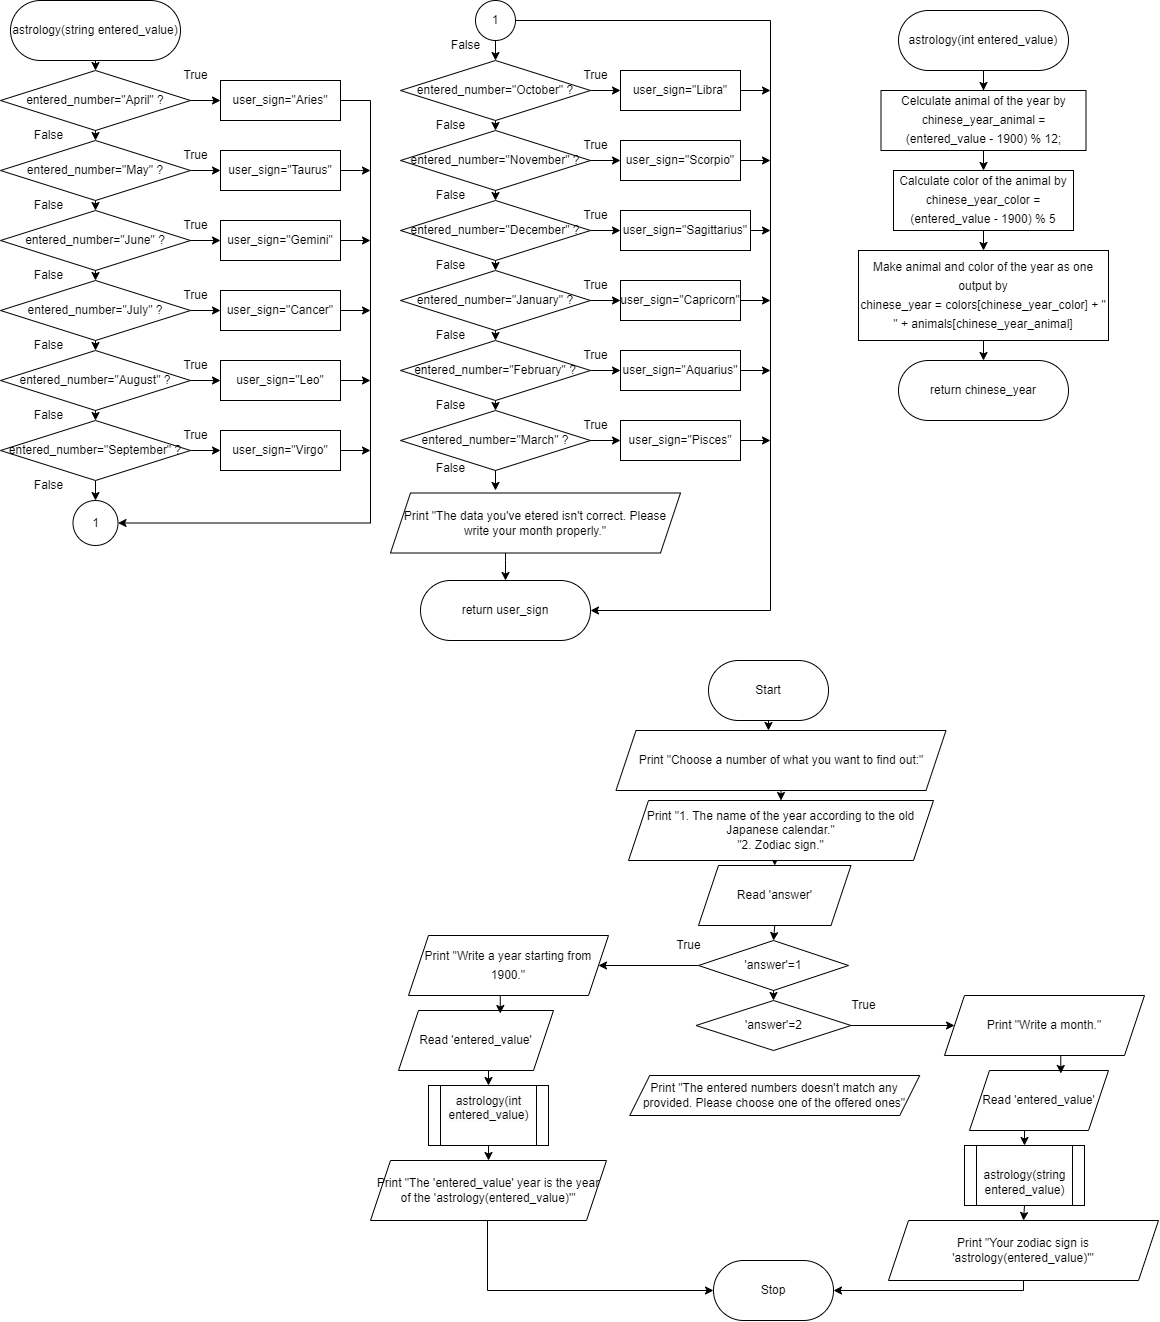 astrology(string entered_value)
entered_number="April" ?
True
user_sign="Aries"
False
entered_number="May" ?
True
user_sign="Taurus"
False
entered_number="June" ?
True
user_sign="Gemini"
False
entered_number="July" ?
True
user_sign="Cancer"
False
entered_number="August" ?
True
user_sign="Leo"
False
entered_number="September" ?
True
user_sign="Virgo"
False
1
1
False
entered_number="October" ?
True
user_sign="Libra"
False
entered_number="November" ?
True
user_sign="Scorpio"
False
entered_number="December" ?
True
user_sign="Sagittarius"
False
entered_number="January" ?
True
user_sign="Capricorn"
False
entered_number="February" ?
True
user_sign="Aquarius"
False
entered_number="March" ?
True
user_sign="Pisces"
False
Print "The data you've etered isn't correct. Please
write your month properly."
return user_sign
astrology(int entered_value)
Celculate animal of the year by
chinese_year_animal =
(entered_value - 1900) % 12;
Calculate color of the animal by
chinese_year_color =
(entered_value - 1900) % 5
Make animal and color of the year as one
output by
chinese_year = colors[chinese_year_color] + "
" + animals[chinese_year_animal]
return chinese_year
Start
Print "Choose a number of what you want to find out:"
Print "1. The name of the year according to the old
Japanese calendar."
"2. Zodiac sign."
Read 'answer'
'answer'=1
True
Print "Write a year starting from
1900."
Read 'entered_value'
astrology(int
entered_value)
Print "The 'entered_value' year is the year
of the 'astrology(entered_value)'"
'answer'=2
True
Print "Write a month."
Read 'entered_value'
astrology(string
entered_value)
Print "Your zodiac sign is
'astrology(entered_value)'"
Print "The entered numbers doesn't match any
provided. Please choose one of the offered ones"
Stop